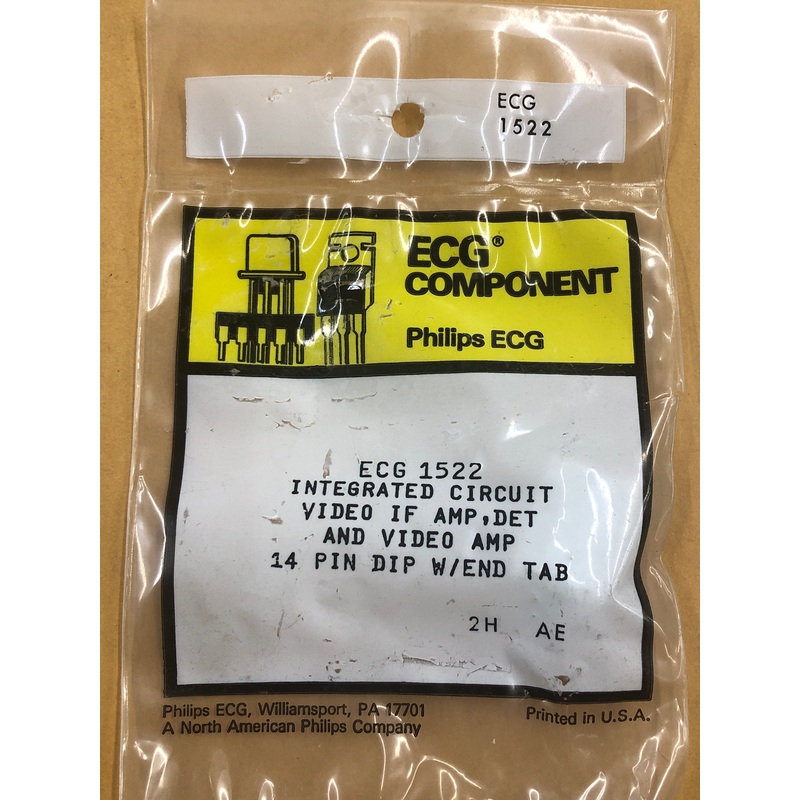 ECG
1522
ECG®
COMPONENT
Philips ECG
ECG 1522
INTEGRATED CIRCUIT
VIDEO IF AMP,DET
AND VIDEO AMP
14 PIN DIP W/END TAB
2H AE
Philips ECG, Williamsport, PA 17701
A North American Philips Company
Printed in U.S.A.